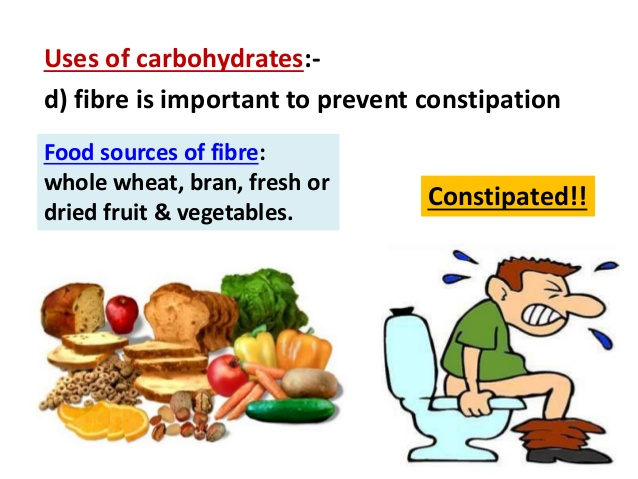 Uses of carbohydrates:-
d) fibre is important to prevent constipation
Food sources of fibre:
whole wheat, bran, fresh or
dried fruit & vegetables.
Constipated!!